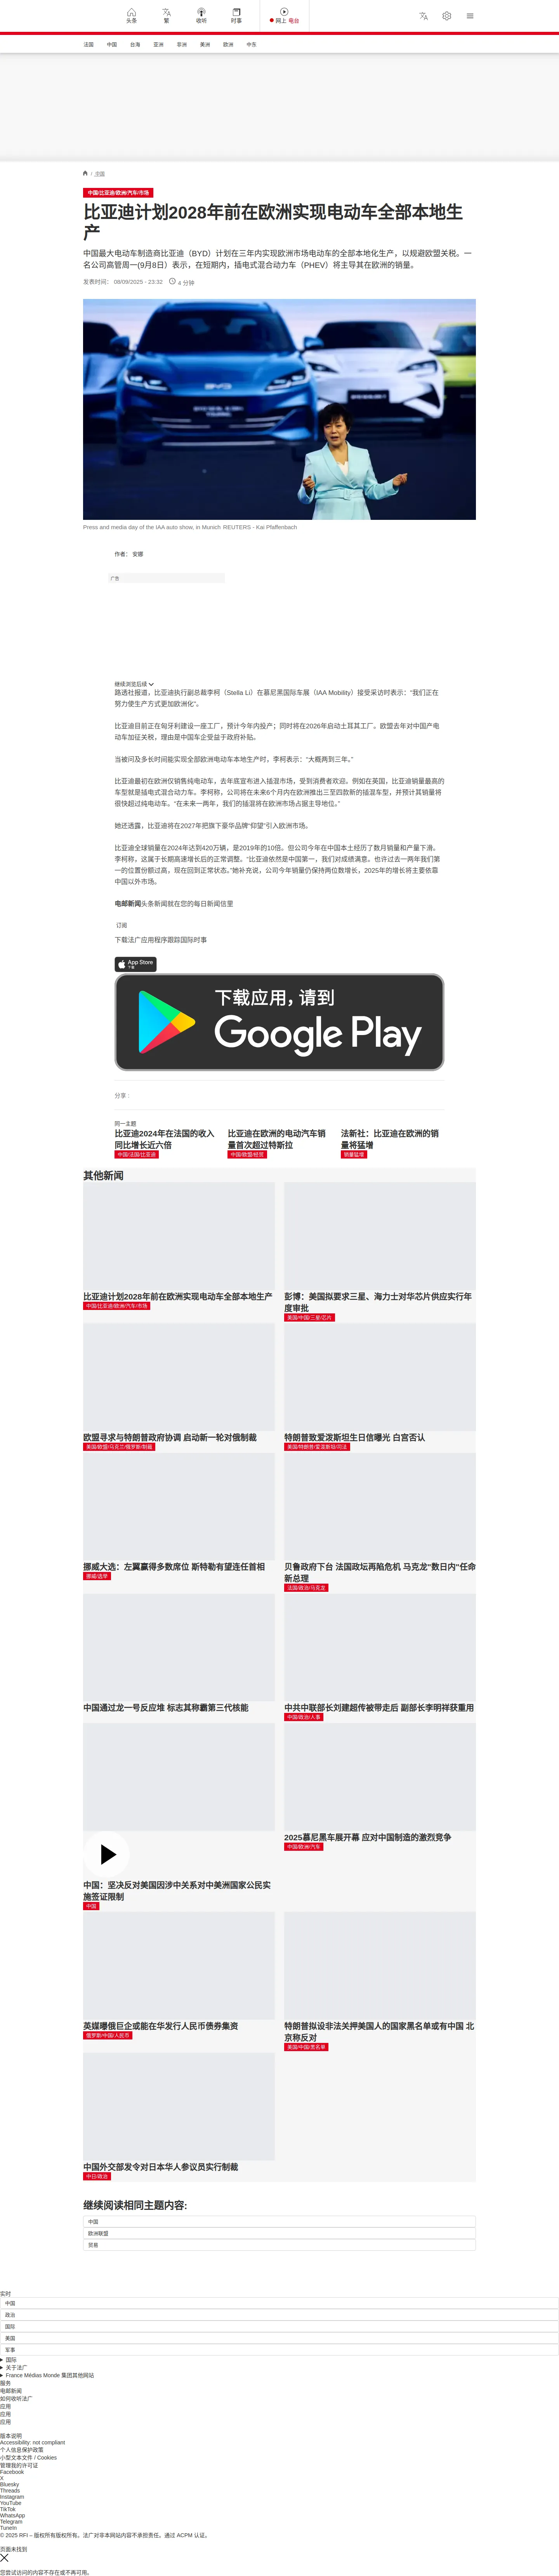 头条
繁
收听
时事
网上 电台
法国
中国
台海
亚洲
非洲
美洲
欧洲
中东
/ 中国
中国/比亚迪/欧洲/汽车/市场
比亚迪计划2028年前在欧洲实现电动车全部本地生
产
中国最大电动车制造商比亚迪（BYD）计划在三年内实现欧洲市场电动车的全部本地化生产，以规避欧盟关税。一
名公司高管周一(9月8日）表示，在短期内，插电式混合动力车（PHEV）将主导其在欧洲的销量。
发表时间： 08/09/2025 - 23:32
4 分钟
BYD
Press and media day of the IAA auto show, in Munich REUTERS - Kai Pfaffenbach
作者： 安娜
广告
继续浏览后续
路透社报道，比亚迪执行副总裁李柯（Stella Li）在慕尼黑国际车展（IAA Mobility）接受采访时表示：“我们正在
努力使生产方式更加欧洲化”。
比亚迪目前正在匈牙利建设一座工厂，预计今年内投产；同时将在2026年启动土耳其工厂。欧盟去年对中国产电
动车加征关税，理由是中国车企受益于政府补贴。
当被问及多长时间能实现全部欧洲电动车本地生产时，李柯表示：“大概两到三年。”
比亚迪最初在欧洲仅销售纯电动车，去年底宣布进入插混市场，受到消费者欢迎。例如在英国，比亚迪销量最高的
车型就是插电式混合动力车。李柯称，公司将在未来6个月内在欧洲推出三至四款新的插混车型，并预计其销量将
很快超过纯电动车。“在未来一两年，我们的插混将在欧洲市场占据主导地位。”
她还透露，比亚迪将在2027年把旗下豪华品牌“仰望”引入欧洲市场。
比亚迪全球销量在2024年达到420万辆，是2019年的10倍。但公司今年在中国本土经历了数月销量和产量下滑。
李柯称，这属于长期高速增长后的正常调整。“比亚迪依然是中国第一，我们对成绩满意。也许过去一两年我们第
一的位置份额过高，现在回到正常状态。”她补充说，公司今年销量仍保持两位数增长，2025年的增长将主要依靠
中国以外市场。
电邮新闻头条新闻就在您的每日新闻信里
订阅
下载法广应用程序跟踪国际时事
App Store
下载
下载应用，请到
Google Play
分享 :
同一主题
比亚迪2024年在法国的收入
同比增长近六倍
中国/法国/比亚迪
比亚迪在欧洲的电动汽车销
量首次超过特斯拉
中国/欧盟/经贸
法新社：比亚迪在欧洲的销
量将猛增
销量猛增
其他新闻
比亚迪计划2028年前在欧洲实现电动车全部本地生产
中国/比亚迪/欧洲/汽车/市场
彭博：美国拟要求三星、海力士对华芯片供应实行年
度审批
美国/中国/三星/芯片
欧盟寻求与特朗普政府协调 启动新一轮对俄制裁
美国/欧盟/乌克兰/俄罗斯/制裁
特朗普致爱泼斯坦生日信曝光 白宫否认
美国/特朗普/爱泼斯坦/司法
挪威大选：左翼赢得多数席位 斯特勒有望连任首相
挪威/选举
贝鲁政府下台 法国政坛再陷危机 马克龙"数日内"任命
新总理
法国/政治/马克龙
中国通过龙一号反应堆 标志其称霸第三代核能
中共中联部长刘建超传被带走后 副部长李明祥获重用
中国/政治/人事
中国：坚决反对美国因涉中关系对中美洲国家公民实
施签证限制
中国
2025慕尼黑车展开幕 应对中国制造的激烈竞争
中国/欧洲/汽车
英媒曝俄巨企或能在华发行人民币债券集资
俄罗斯/中国/人民币
特朗普拟设非法关押美国人的国家黑名单或有中国 北
京称反对
美国/中国/黑名单
中国外交部发令对日本华人参议员实行制裁
中日/政治
继续阅读相同主题内容:
中国
欧洲联盟
贸易
实时
中国
政治
国际
美国
军事
国际
关于法广
France Médias Monde 集团其他网站
服务
电邮新闻
如何收听法广
应用
应用
应用
版本说明
Accessibility: not compliant
个人信息保护政策
小型文本文件 / Cookies
管理我的许可证
Facebook
X
Bluesky
Threads
Instagram
YouTube
TikTok
WhatsApp
Telegram
TuneIn
© 2025 RFI – 版权所有版权所有。法广对非本网站内容不承担责任。通过 ACPM 认证。
页面未找到
您尝试访问的内容不存在或不再可用。